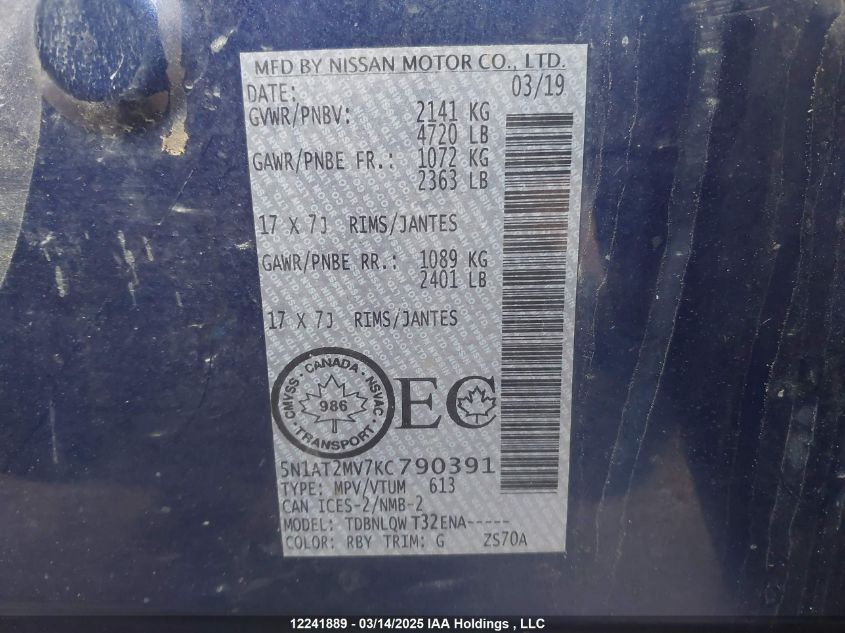 MFD BY NISSAN MOTOR CO., LTD.
DATE: 03/19
GVWR/PNBV: 2141 KG
4720 LB
GAWR/PNBE FR.: 1072 KG
2363 LB
17 X 7J RIMS/JANTES
GAWR/PNBE RR.: 1089 KG
2401 LB
17 X 7J RIMS/JANTES
CMVSS · CANADA · NSVAC
986
TRANSPORT
EC
5N1AT2MV7KC790391
TYPE: MPV/VTUM 613
CAN ICES-2/NMB-2
MODEL: TDBNLQW T32ENA-----
COLOR: RBY TRIM: G ZS70A
12241889 - 03/14/2025 IAA Holdings , LLC